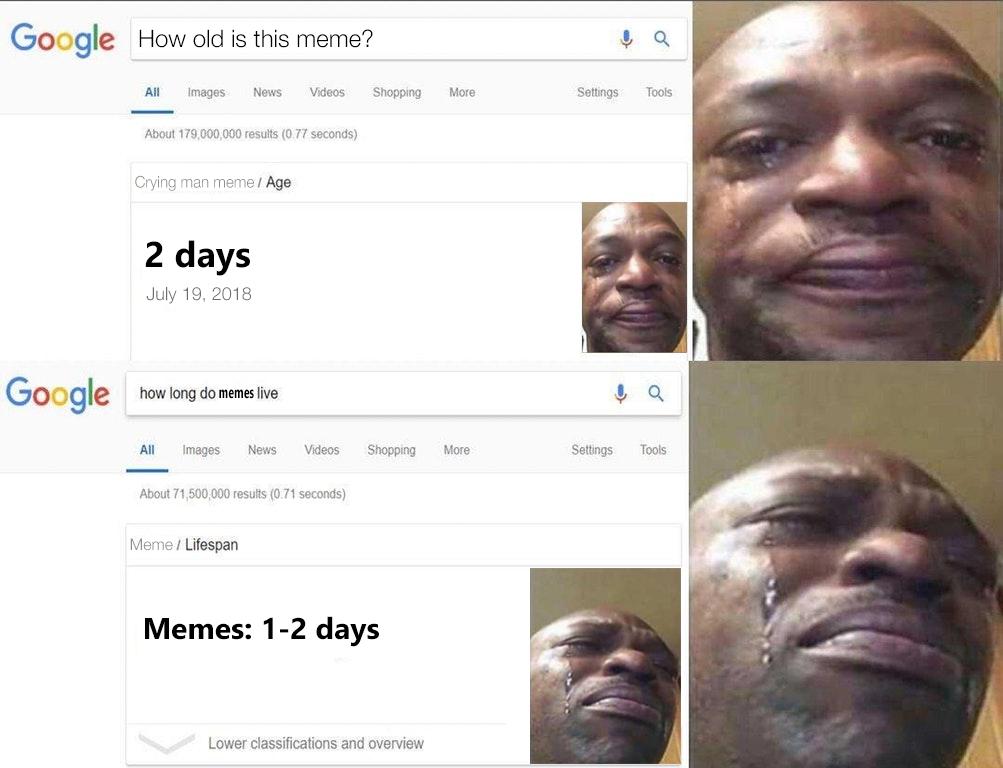 Google How old is this meme?
All Images News Videos Shopping More Settings Tools
About 179,000,000 results (0.77 seconds)
Crying man meme / Age
2 days
July 19, 2018
Google how long do memes live
All Images News Videos Shopping More Settings Tools
About 71,500,000 results (0.71 seconds)
Meme / Lifespan
Memes: 1-2 days
Lower classifications and overview